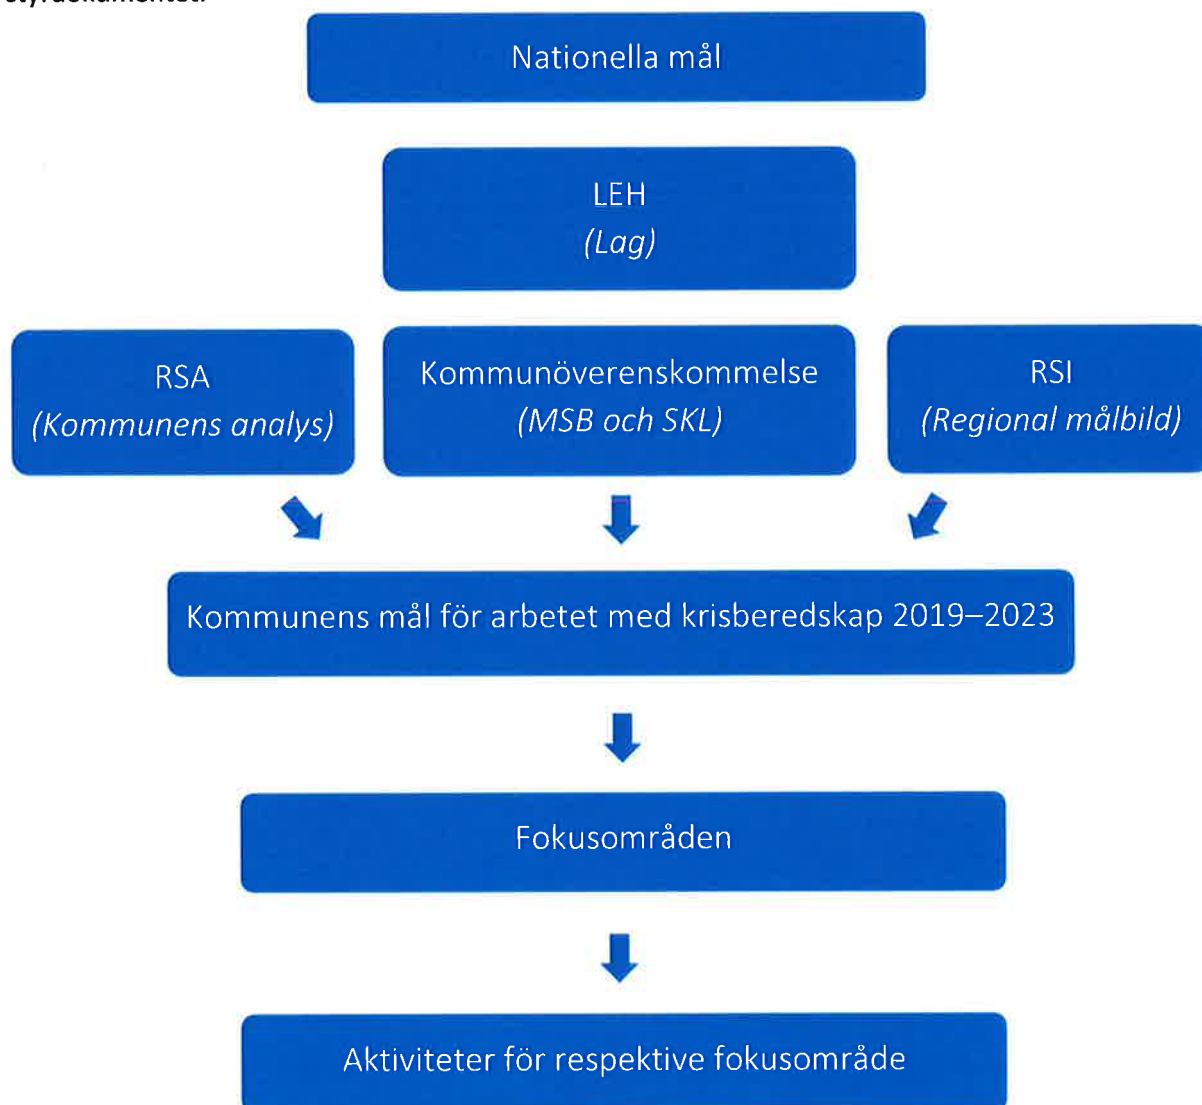 styrdokumentet.
Nationella mål
LEH
(Lag)
RSA
(Kommunens analys)
Kommunöverenskommelse
(MSB och SKL)
RSI
(Regional målbild)
Kommunens mål för arbetet med krisberedskap 2019–2023
Fokusområden
Aktiviteter för respektive fokusområde